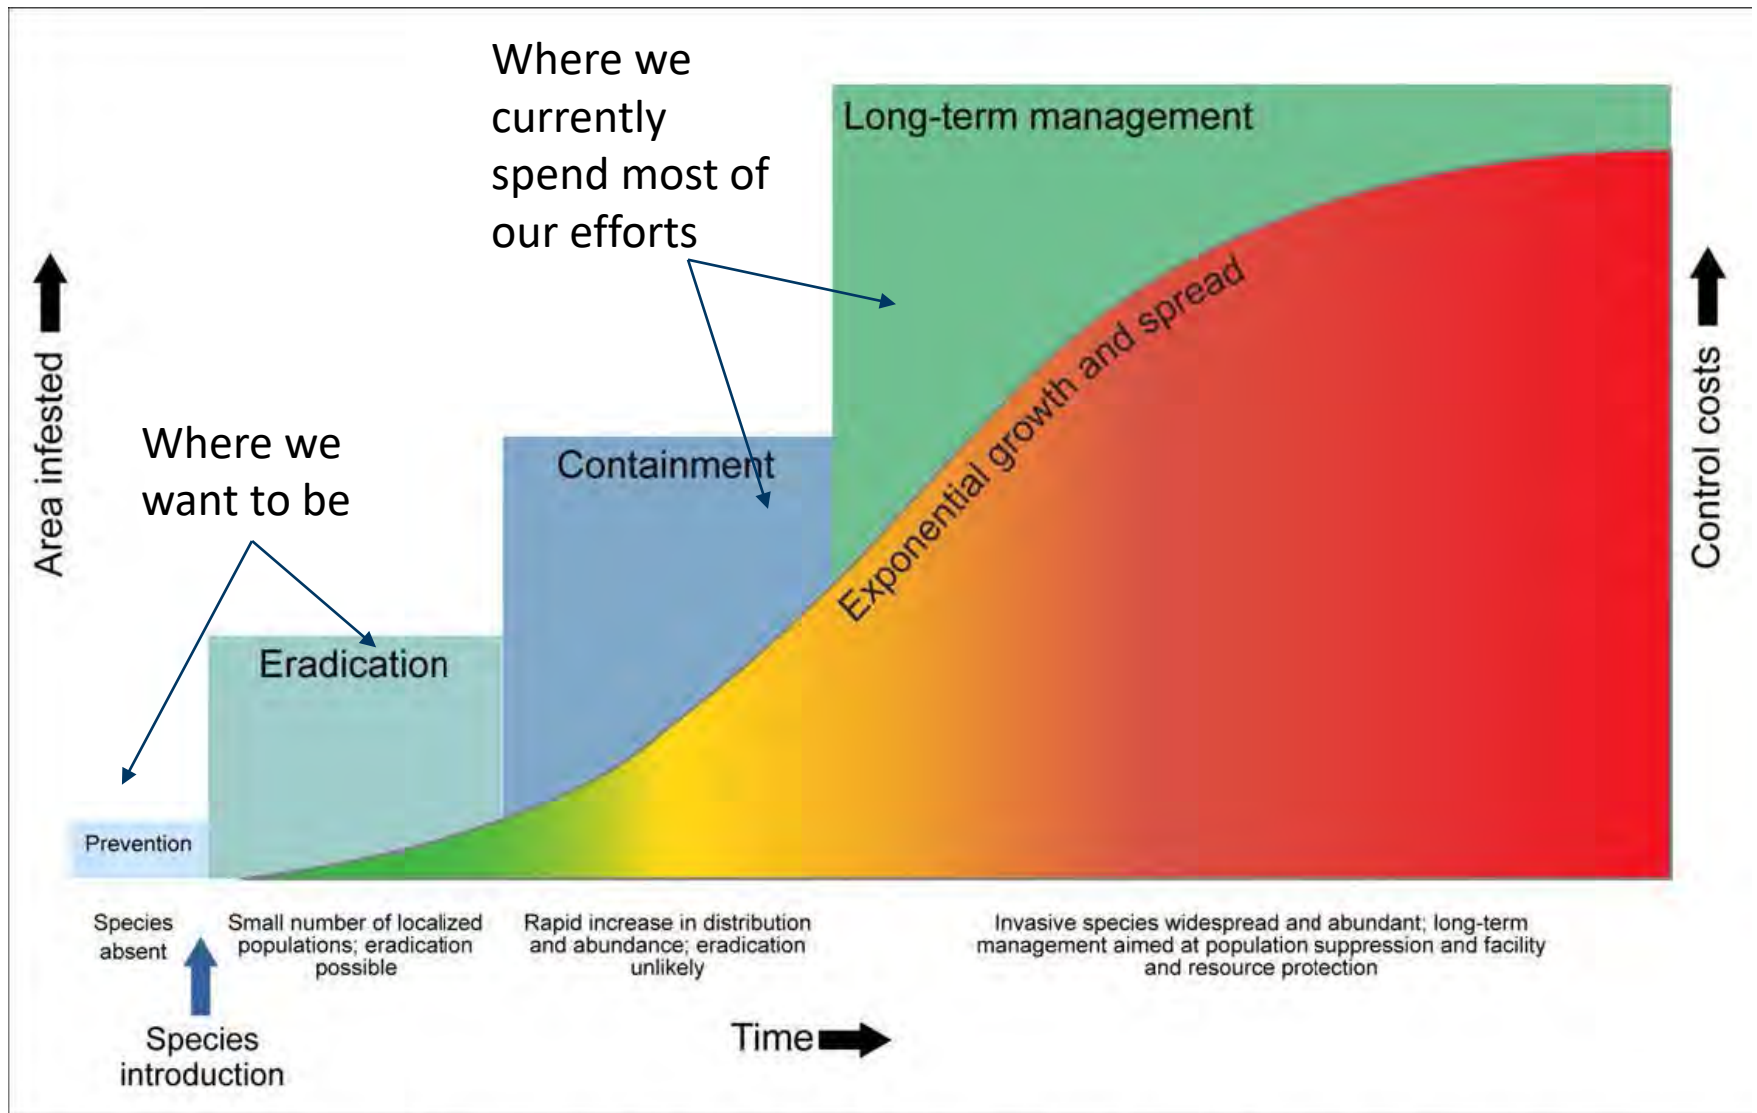 Where we
currently
spend most of
our efforts
Long-term management
Area infested
Where we
want to be
Containment
Exponential growth and spread
Control costs
Eradication
Prevention
Species
absent
Small number of localized
populations; eradication
possible
Rapid increase in distribution
and abundance; eradication
unlikely
Invasive species widespread and abundant; long-term
management aimed at population suppression and facility
and resource protection
Species
introduction
Time